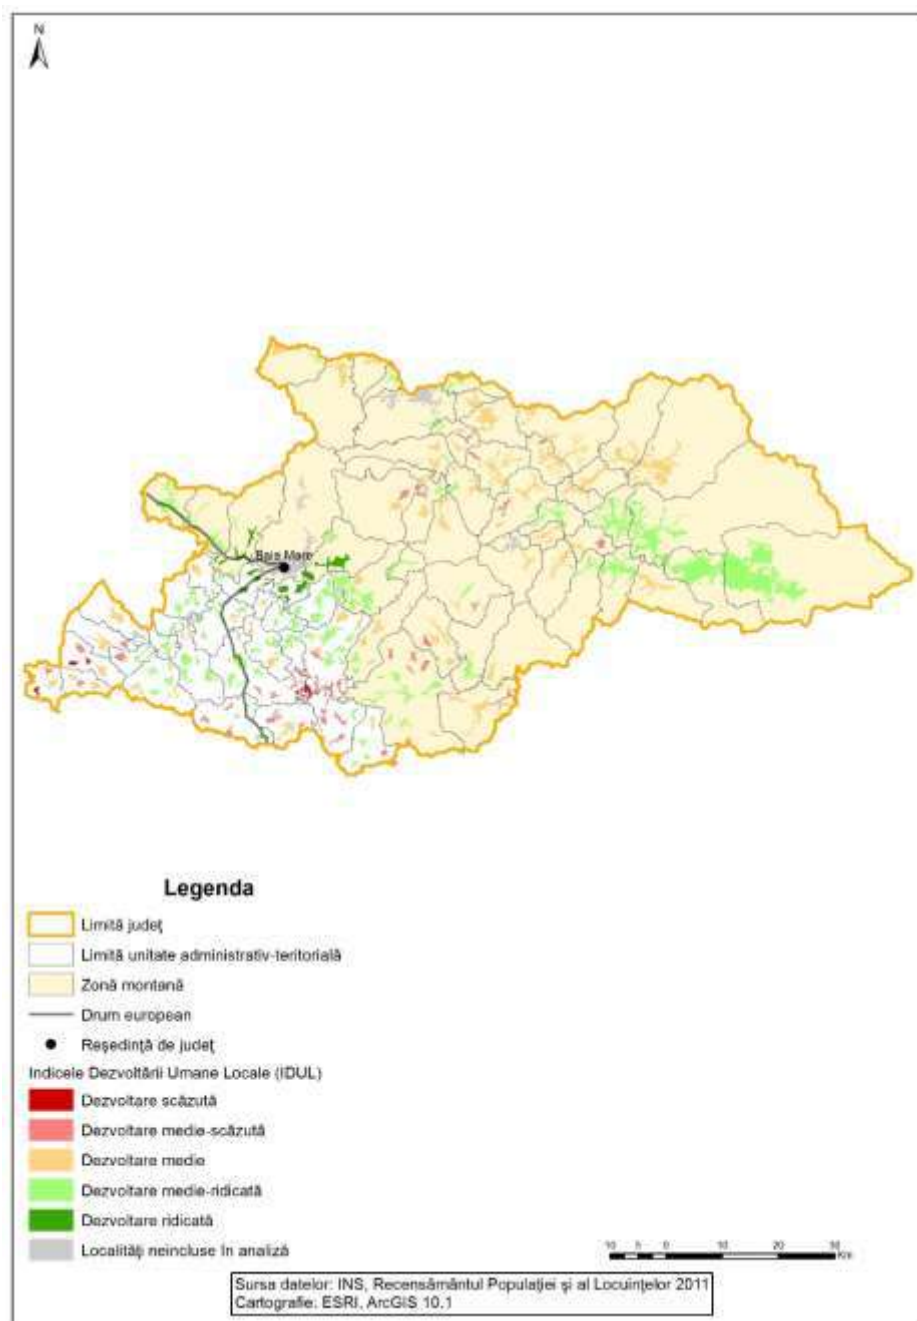 N
Baia Mare
Legenda
Limită județ
Limită unitate administrativ-teritorială
Zonă montană
Drum european
Reședință de județ
Indicele Dezvoltării Umane Locale (IDUL)
Dezvoltare scăzută
Dezvoltare medie-scăzută
Dezvoltare medie
Dezvoltare medie-ridicată
Dezvoltare ridicată
Localități neincluse în analiză
10 5 0 10 20 30
Km
Sursa datelor: INS, Recensământul Populației și al Locuințelor 2011
Cartografie: ESRI, ArcGIS 10.1